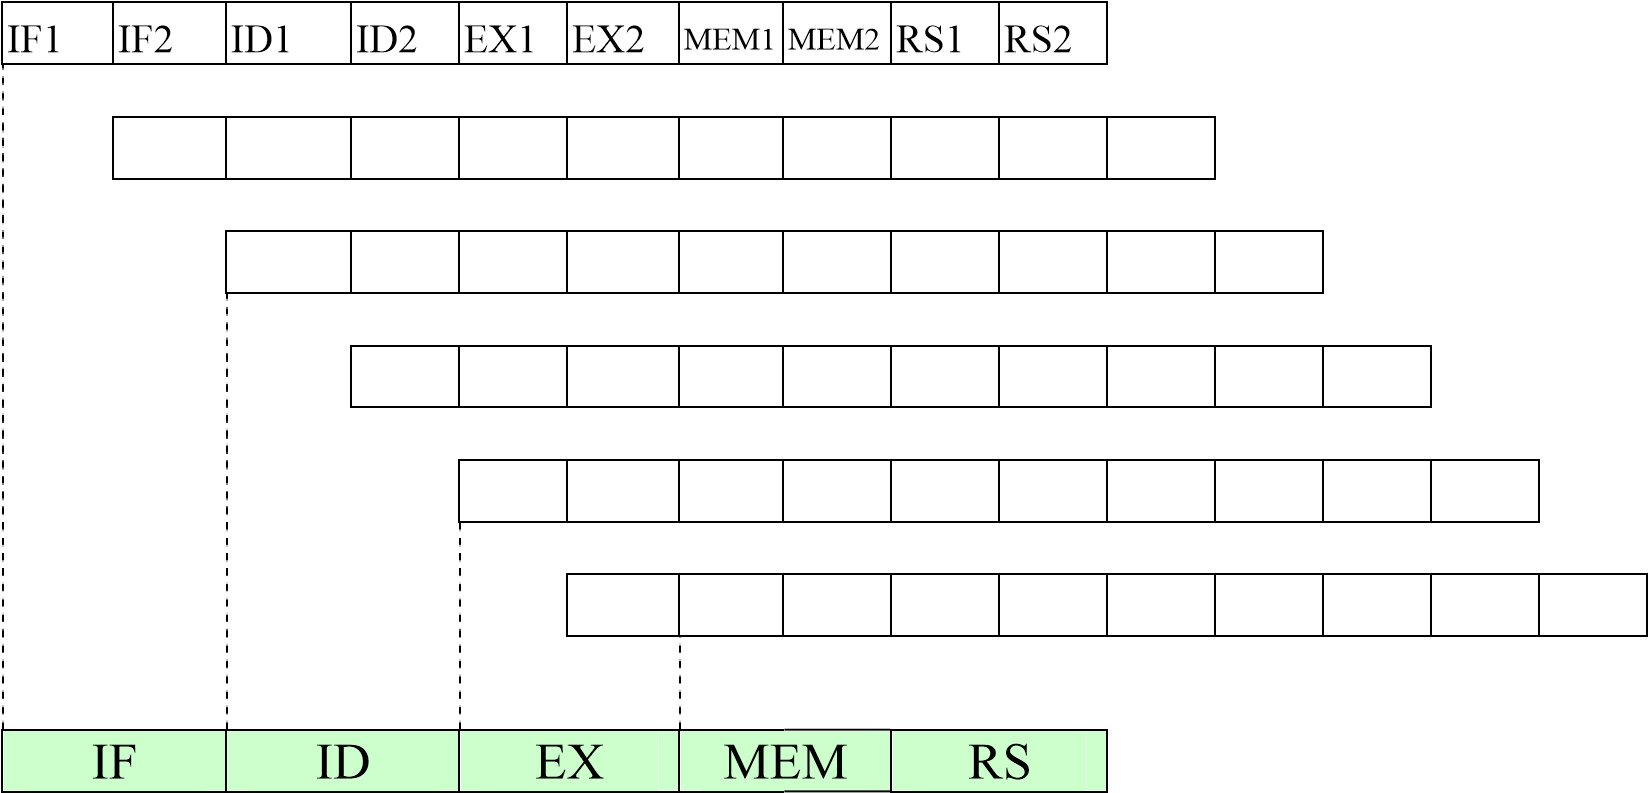 IF1 IF2 ID1 ID2 EX1 EX2 MEM1 MEM2 RS1 RS2
IF ID EX MEM RS